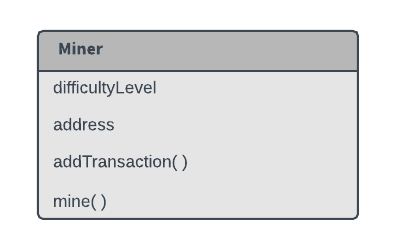 Miner
difficultyLevel
address
addTransaction( )
mine( )